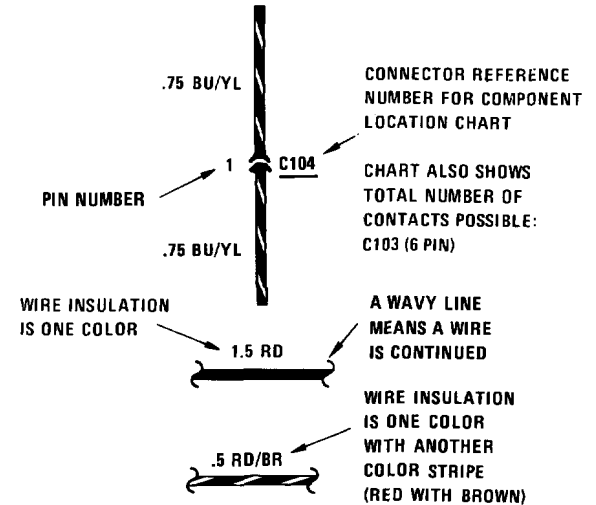 .75 BU/YL
CONNECTOR REFERENCE
NUMBER FOR COMPONENT
LOCATION CHART
1
C104
PIN NUMBER
CHART ALSO SHOWS
TOTAL NUMBER OF
CONTACTS POSSIBLE:
C103 (6 PIN)
.75 BU/YL
WIRE INSULATION
IS ONE COLOR
A WAVY LINE
MEANS A WIRE
IS CONTINUED
1.5 RD
WIRE INSULATION
IS ONE COLOR
WITH ANOTHER
COLOR STRIPE
(RED WITH BROWN)
.5 RD/BR